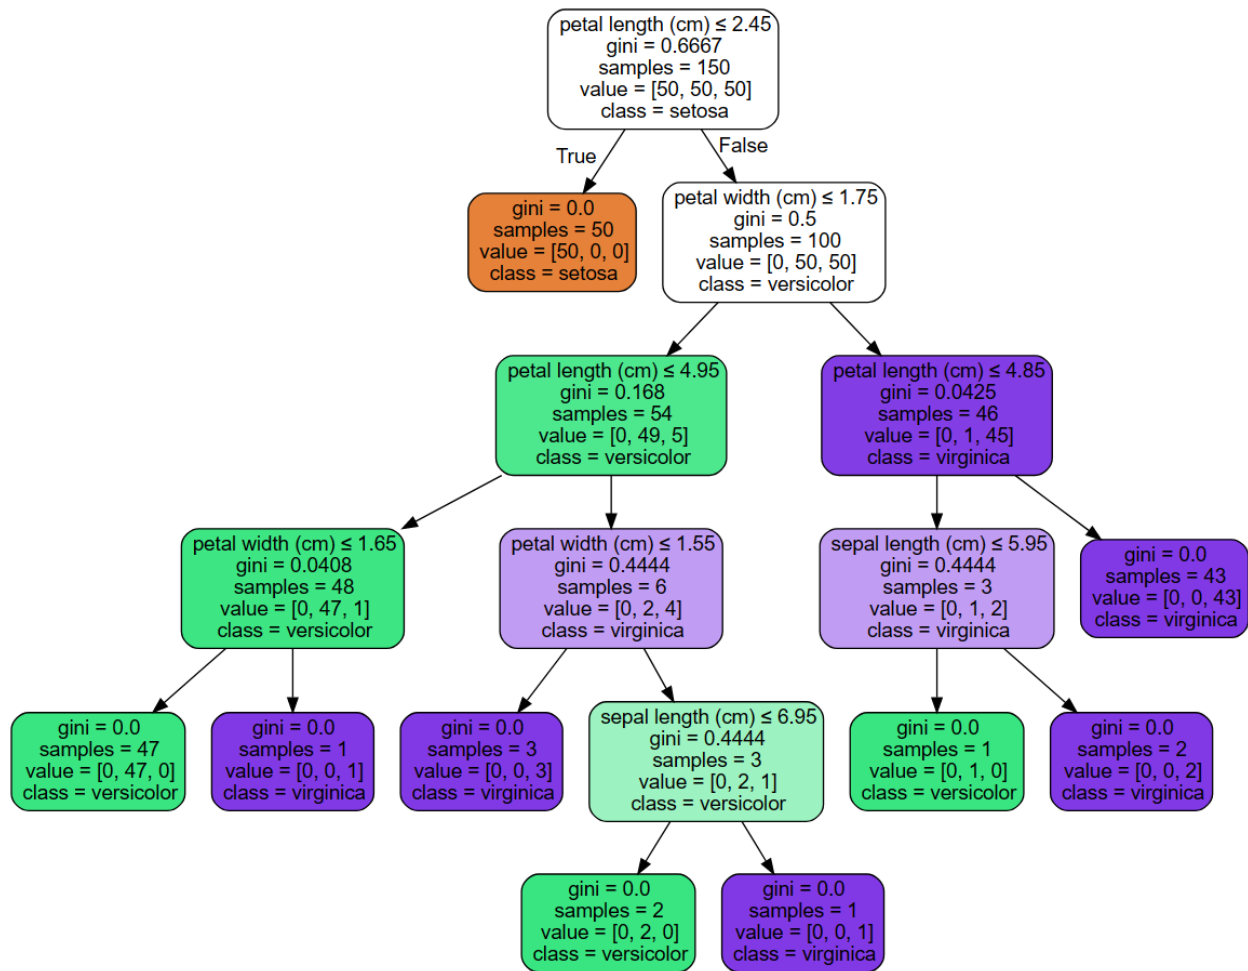 petal length (cm) ≤ 2.45
gini = 0.6667
samples = 150
value = [50, 50, 50]
class = setosa
True
False
gini = 0.0
samples = 50
value = [50, 0, 0]
class = setosa
petal width (cm) ≤ 1.75
gini = 0.5
samples = 100
value = [0, 50, 50]
class = versicolor
petal length (cm) ≤ 4.95
gini = 0.168
samples = 54
value = [0, 49, 5]
class = versicolor
petal length (cm) ≤ 4.85
gini = 0.0425
samples = 46
value = [0, 1, 45]
class = virginica
petal width (cm) ≤ 1.65
gini = 0.0408
samples = 48
value = [0, 47, 1]
class = versicolor
petal width (cm) ≤ 1.55
gini = 0.4444
samples = 6
value = [0, 2, 4]
class = virginica
sepal length (cm) ≤ 5.95
gini = 0.4444
samples = 3
value = [0, 1, 2]
class = virginica
gini = 0.0
samples = 43
value = [0, 0, 43]
class = virginica
gini = 0.0
samples = 47
value = [0, 47, 0]
class = versicolor
gini = 0.0
samples = 1
value = [0, 0, 1]
class = virginica
gini = 0.0
samples = 3
value = [0, 0, 3]
class = virginica
sepal length (cm) ≤ 6.95
gini = 0.4444
samples = 3
value = [0, 2, 1]
class = versicolor
gini = 0.0
samples = 1
value = [0, 1, 0]
class = versicolor
gini = 0.0
samples = 2
value = [0, 0, 2]
class = virginica
gini = 0.0
samples = 2
value = [0, 2, 0]
class = versicolor
gini = 0.0
samples = 1
value = [0, 0, 1]
class = virginica